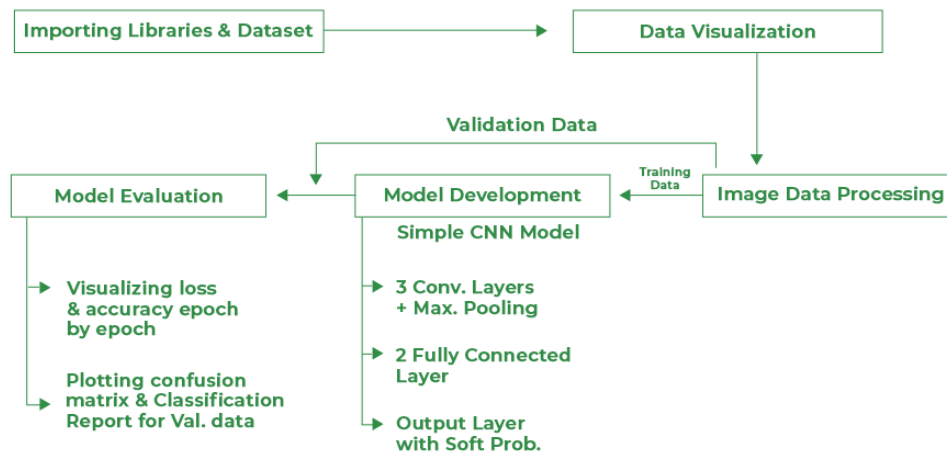 Importing Libraries & Dataset
Data Visualization
Validation Data
Training
Data
Model Evaluation
Model Development
Image Data Processing
Simple CNN Model
Visualizing loss
& accuracy epoch
by epoch
Plotting confusion
matrix & Classification
Report for Val. data
3 Conv. Layers
+ Max. Pooling
2 Fully Connected
Layer
Output Layer
with Soft Prob.